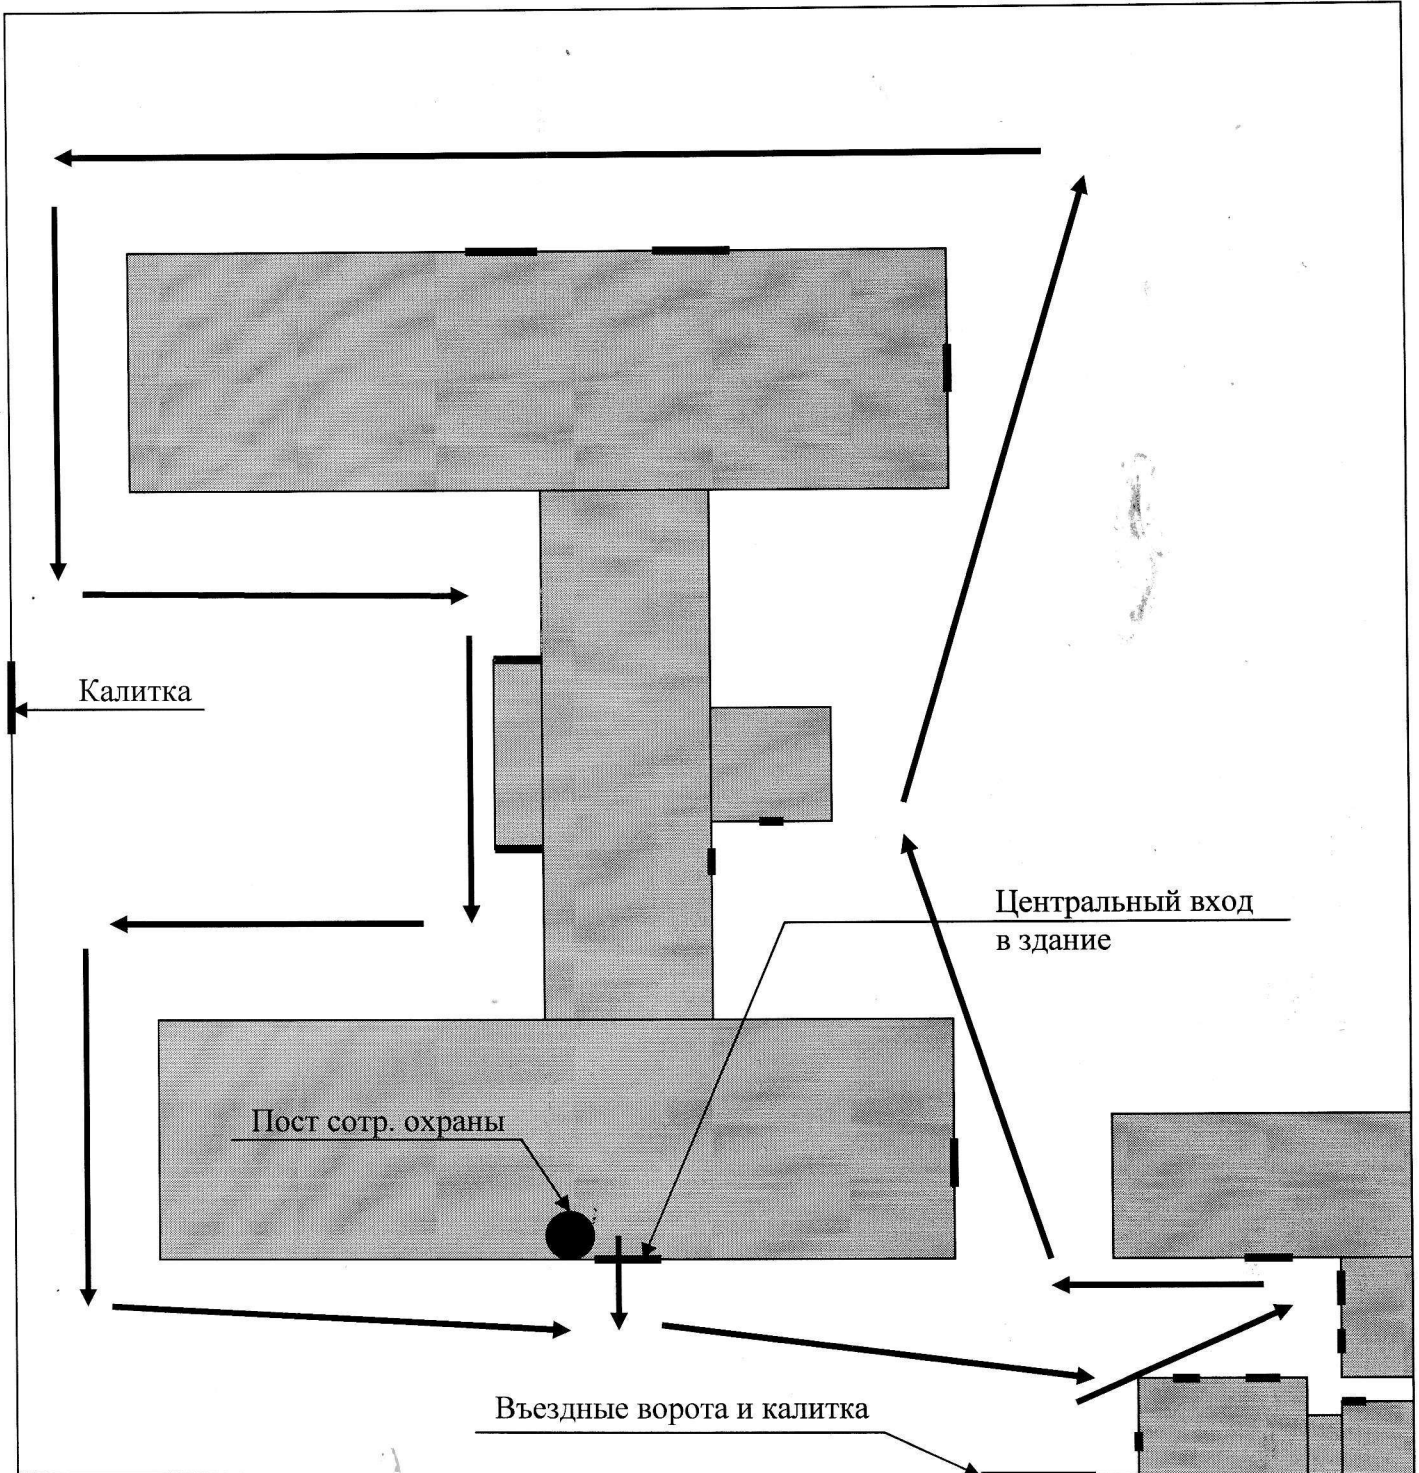 Калитка
Центральный вход
в здание
Пост сотр. охраны
Въездные ворота и калитка